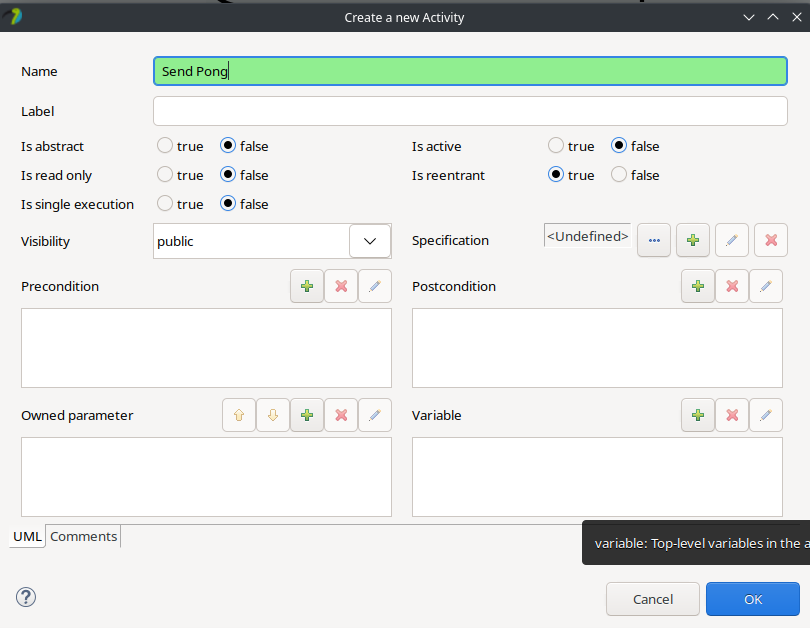 Create a new Activity
Name
Send Pong
Label
Is abstract true false Is active true false
Is read only true false Is reentrant true false
Is single execution true false
Visibility public Specification <Undefined> ...
Precondition Postcondition
Owned parameter Variable
UML Comments
variable: Top-level variables in the a
Cancel OK